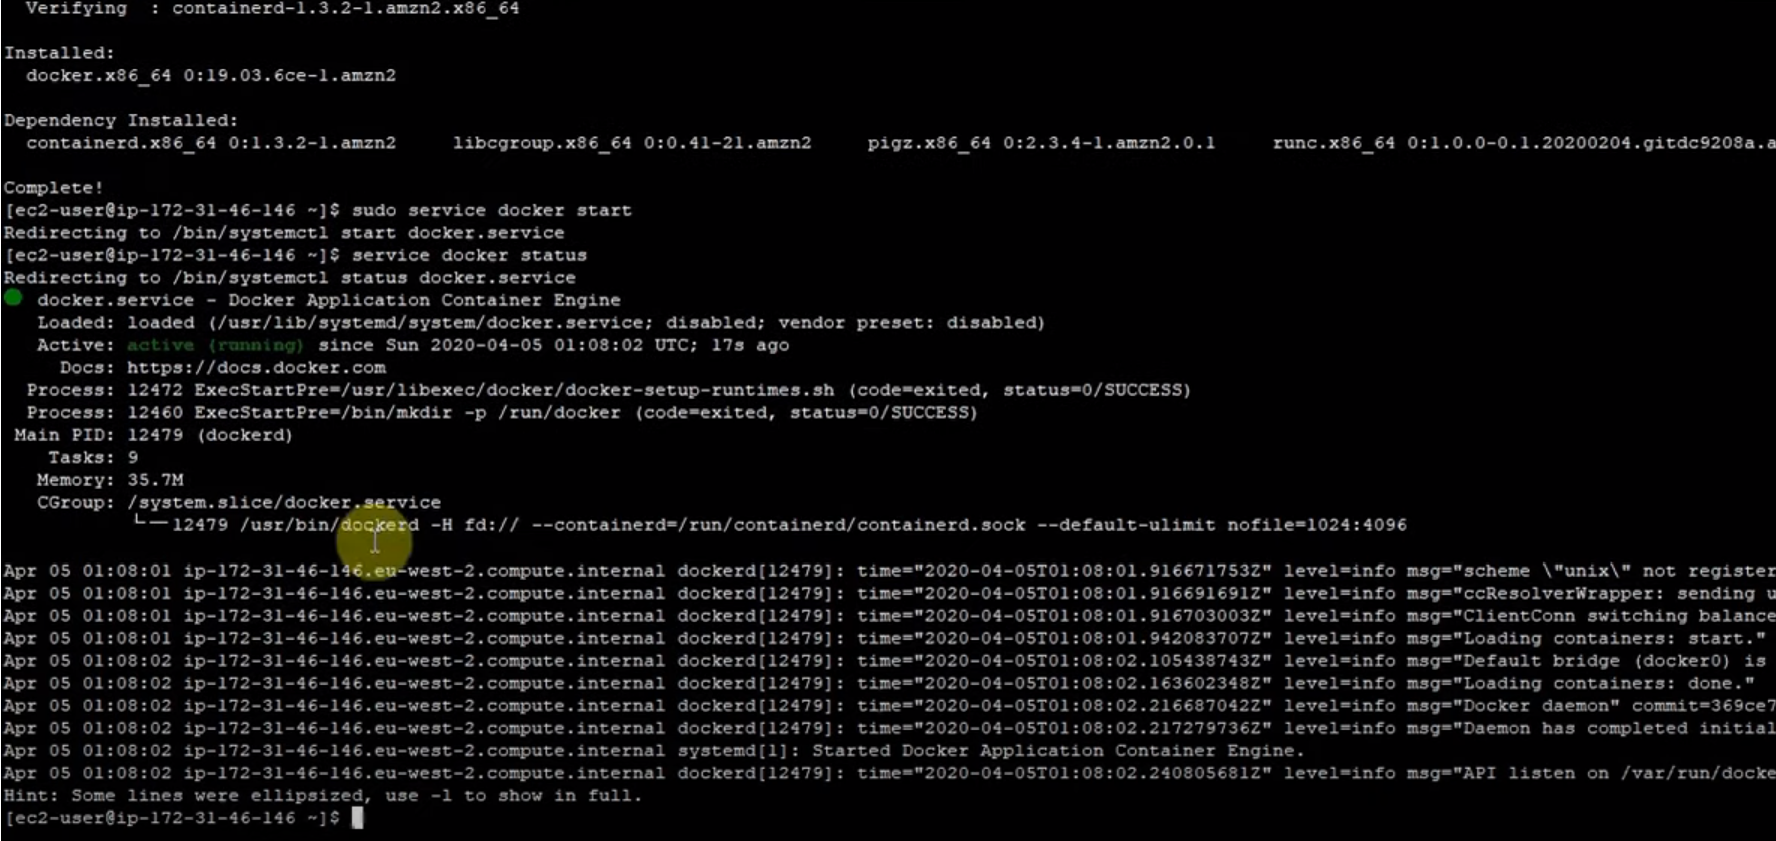 Verifying  : containerd-1.3.2-1.amzn2.x86_64
Installed:
docker.x86_64 0:19.03.6ce-1.amzn2
Dependency Installed:
containerd.x86_64 0:1.3.2-1.amzn2     libcgroup.x86_64 0:0.41-21.amzn2     pigz.x86_64 0:2.3.4-1.amzn2.0.1     runc.x86_64 0:1.0.0-0.1.20200204.gitdc9208a.a
Complete!
[ec2-user@ip-172-31-46-146 ~]$ sudo service docker start
Redirecting to /bin/systemctl start docker.service
[ec2-user@ip-172-31-46-146 ~]$ service docker status
Redirecting to /bin/systemctl status docker.service
● docker.service - Docker Application Container Engine
Loaded: loaded (/usr/lib/systemd/system/docker.service; disabled; vendor preset: disabled)
Active: active (running) since Sun 2020-04-05 01:08:02 UTC; 17s ago
Docs: https://docs.docker.com
Process: 12472 ExecStartPre=/usr/libexec/docker/docker-setup-runtimes.sh (code=exited, status=0/SUCCESS)
Process: 12460 ExecStartPre=/bin/mkdir -p /run/docker (code=exited, status=0/SUCCESS)
Main PID: 12479 (dockerd)
Tasks: 9
Memory: 35.7M
CGroup: /system.slice/docker.service
└─12479 /usr/bin/dockerd -H fd:// --containerd=/run/containerd/containerd.sock --default-ulimit nofile=1024:4096
Apr 05 01:08:01 ip-172-31-46-146.eu-west-2.compute.internal dockerd[12479]: time="2020-04-05T01:08:01.916671753Z" level=info msg="scheme \"unix\" not register
Apr 05 01:08:01 ip-172-31-46-146.eu-west-2.compute.internal dockerd[12479]: time="2020-04-05T01:08:01.916691691Z" level=info msg="ccResolverWrapper: sending u
Apr 05 01:08:01 ip-172-31-46-146.eu-west-2.compute.internal dockerd[12479]: time="2020-04-05T01:08:01.916703003Z" level=info msg="ClientConn switching balance
Apr 05 01:08:01 ip-172-31-46-146.eu-west-2.compute.internal dockerd[12479]: time="2020-04-05T01:08:01.942083707Z" level=info msg="Loading containers: start."
Apr 05 01:08:02 ip-172-31-46-146.eu-west-2.compute.internal dockerd[12479]: time="2020-04-05T01:08:02.105438743Z" level=info msg="Default bridge (docker0) is
Apr 05 01:08:02 ip-172-31-46-146.eu-west-2.compute.internal dockerd[12479]: time="2020-04-05T01:08:02.163602348Z" level=info msg="Loading containers: done."
Apr 05 01:08:02 ip-172-31-46-146.eu-west-2.compute.internal dockerd[12479]: time="2020-04-05T01:08:02.216687042Z" level=info msg="Docker daemon" commit=369ce7
Apr 05 01:08:02 ip-172-31-46-146.eu-west-2.compute.internal dockerd[12479]: time="2020-04-05T01:08:02.217279736Z" level=info msg="Daemon has completed initial
Apr 05 01:08:02 ip-172-31-46-146.eu-west-2.compute.internal systemd[1]: Started Docker Application Container Engine.
Apr 05 01:08:02 ip-172-31-46-146.eu-west-2.compute.internal dockerd[12479]: time="2020-04-05T01:08:02.240805681Z" level=info msg="API listen on /var/run/docke
Hint: Some lines were ellipsized, use -l to show in full.
[ec2-user@ip-172-31-46-146 ~]$